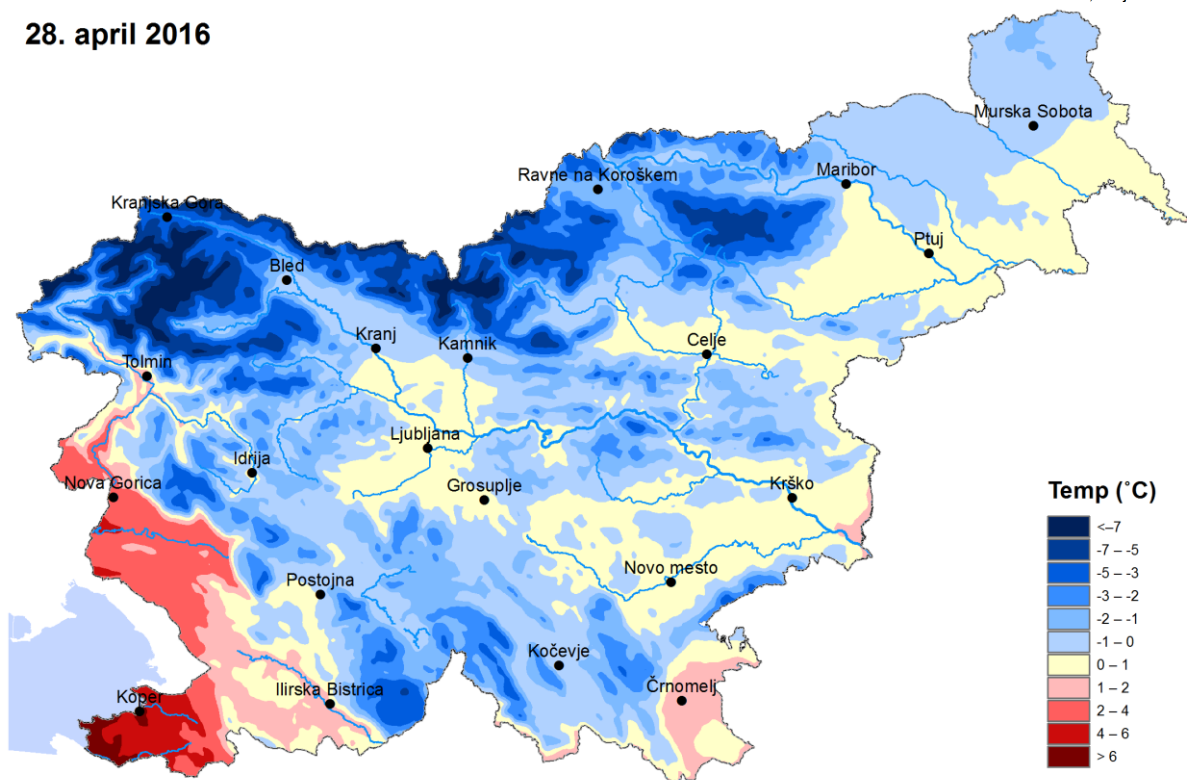 28. april 2016
Murska Sobota
Ravne na Koroškem
Maribor
Kranjska Gora
Ptuj
Bled
Kranj
Kamnik
Celje
Tolmin
Ljubljana
Idrija
Nova Gorica
Grosuplje
Krško
Postojna
Novo mesto
Kočevje
Koper
Ilirska Bistrica
Črnomelj
Temp (˚C)
<–7
-7 – -5
-5 – -3
-3 – -2
-2 – -1
-1 – 0
0 – 1
1 – 2
2 – 4
4 – 6
> 6